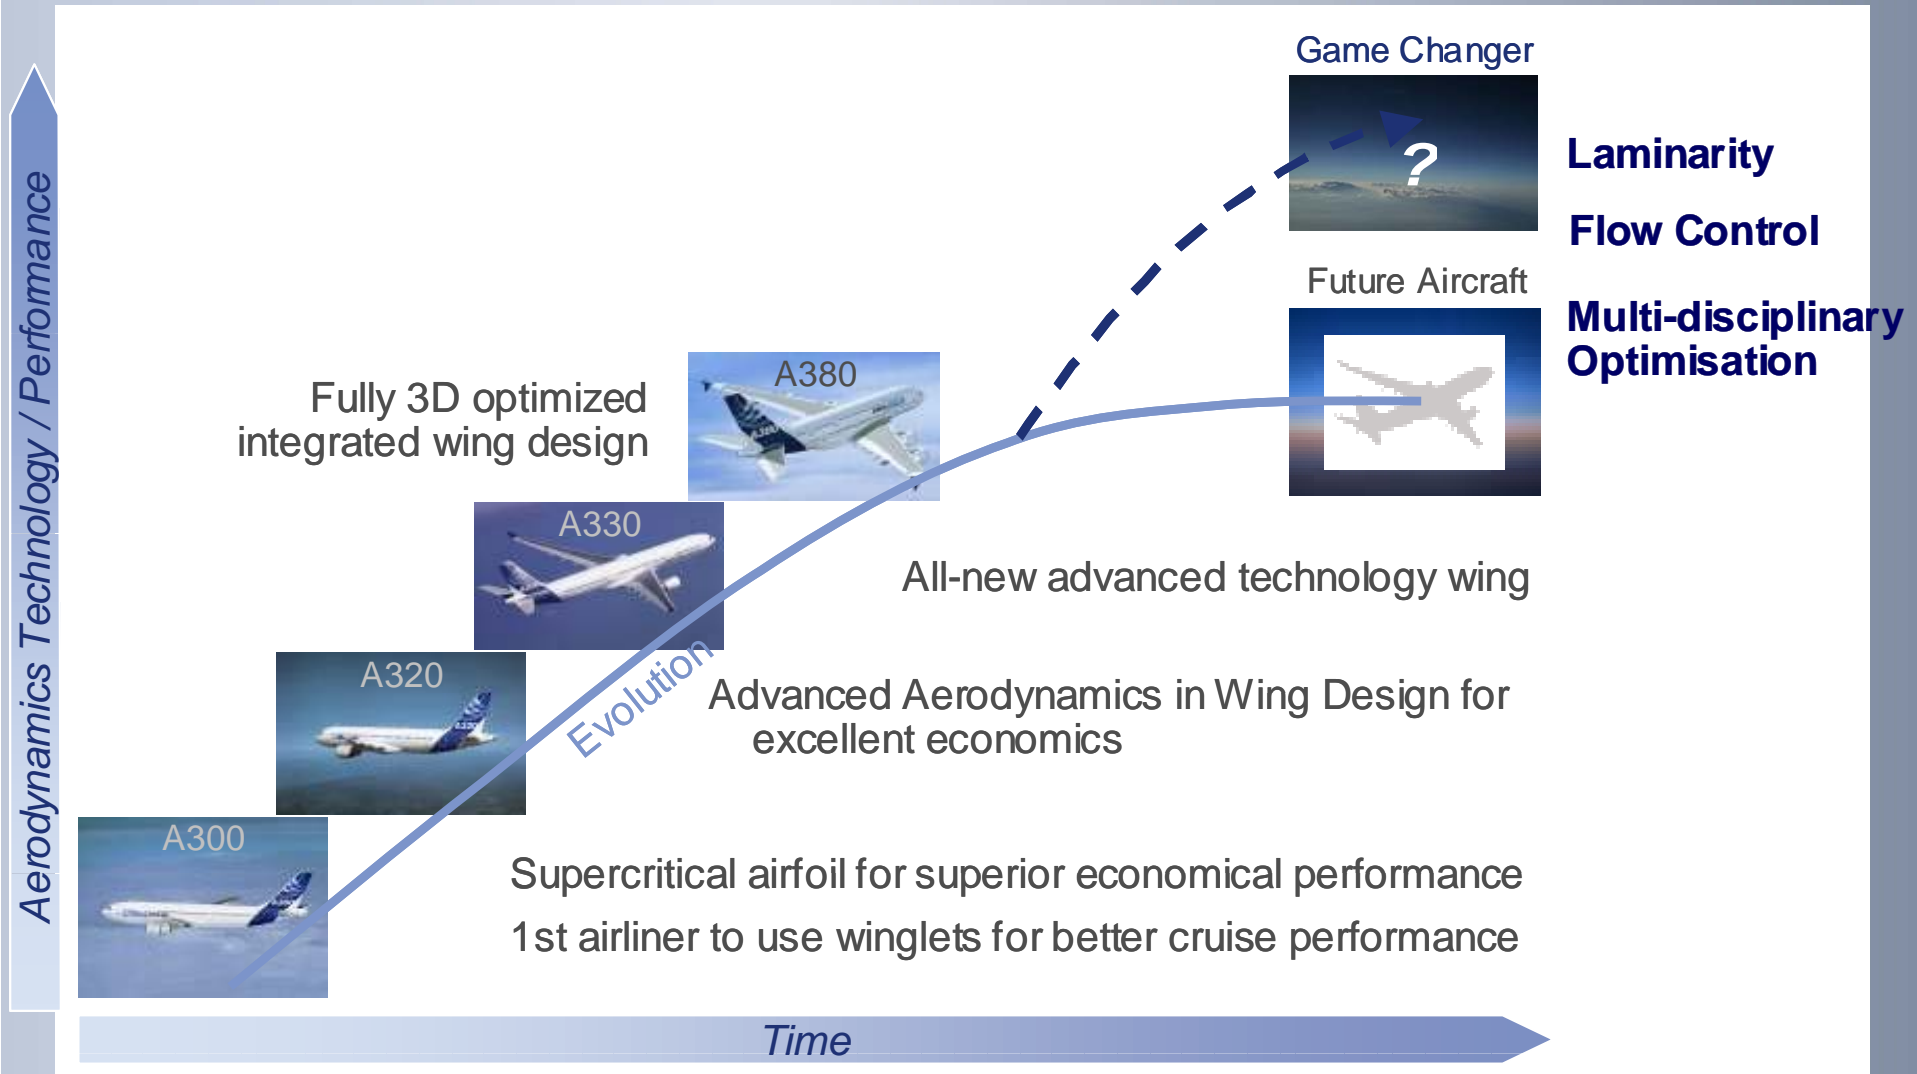 Game Changer
?
Laminarity
Flow Control
Future Aircraft
Multi-disciplinary
Optimisation
A380
Fully 3D optimized
integrated wing design
A330
All-new advanced technology wing
Evolution
A320
Advanced Aerodynamics in Wing Design for
excellent economics
A300
Supercritical airfoil for superior economical performance
1st airliner to use winglets for better cruise performance
Aerodynamics Technology / Perfomance
Time